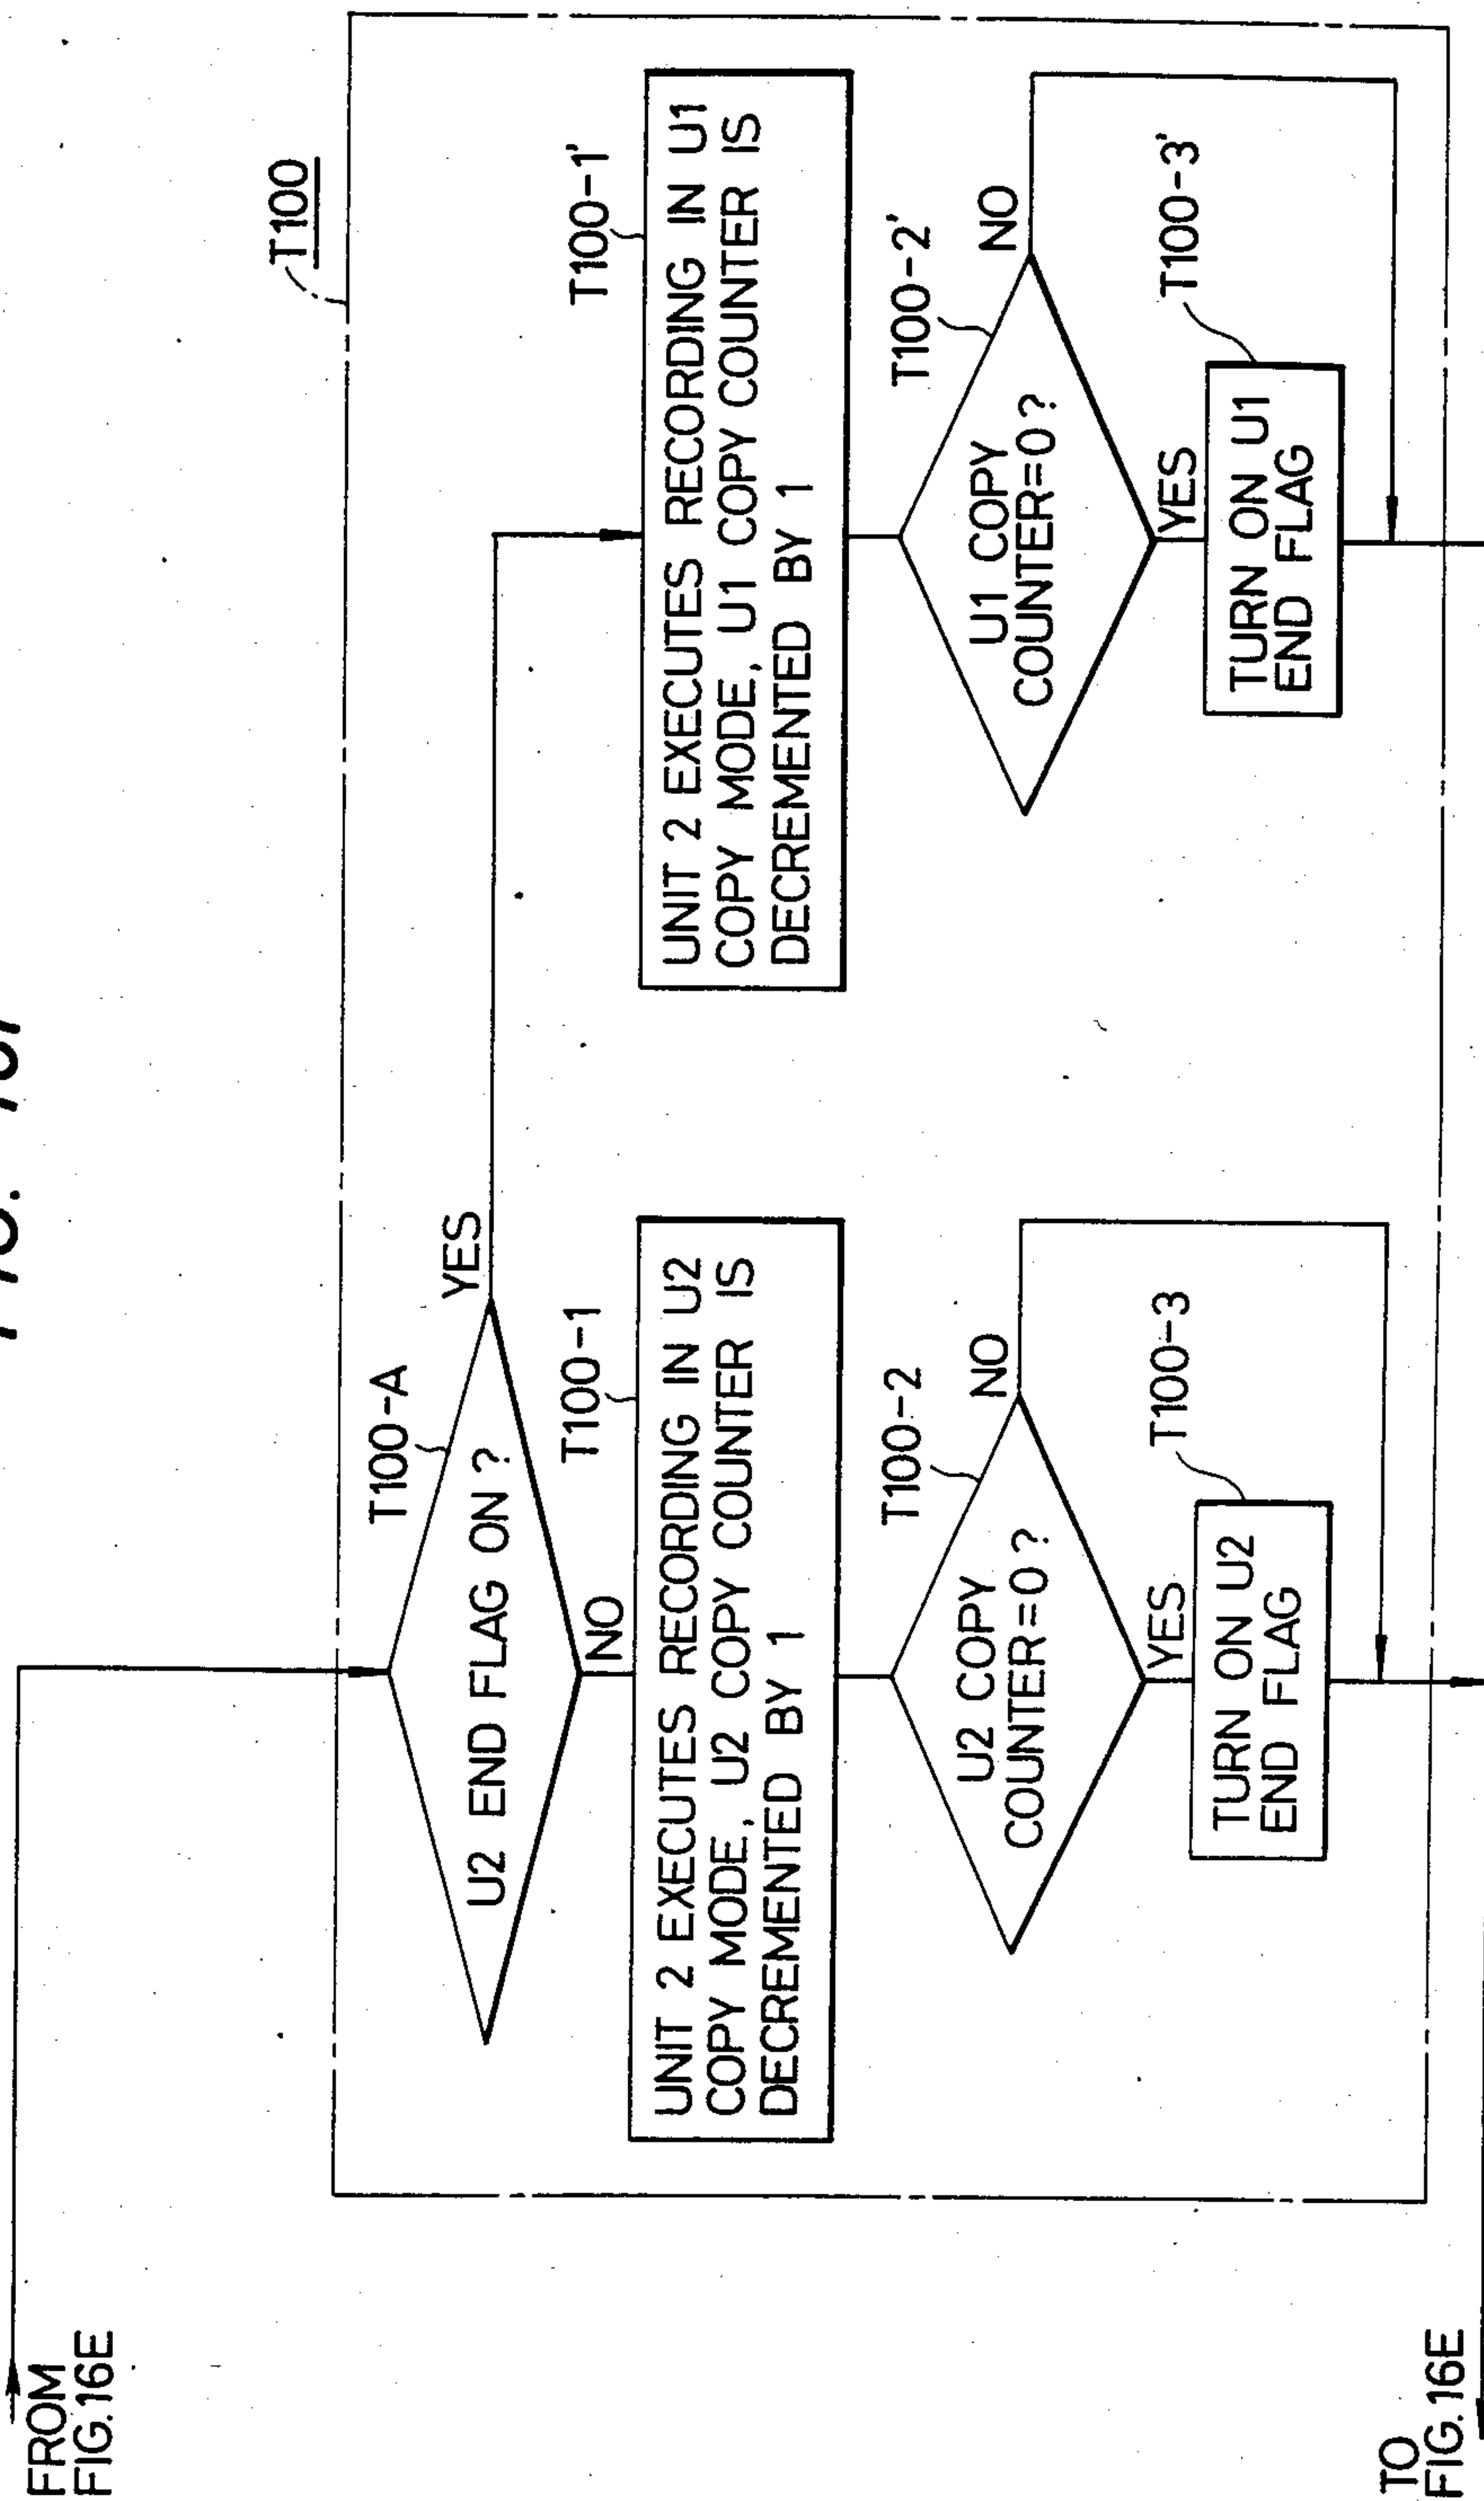 FROM
FIG.16E
T100
T100-A
U2 END FLAG ON ?
YES
NO
T100-1
UNIT 2 EXECUTES RECORDING IN U2
COPY MODE, U2 COPY COUNTER IS
DECREMENTED BY 1
T100-2
U2 COPY
COUNTER=0 ?
NO
YES
T100-3
TURN ON U2
END FLAG
T100-1'
UNIT 2 EXECUTES RECORDING IN U1
COPY MODE, U1 COPY COUNTER IS
DECREMENTED BY 1
T100-2'
U1 COPY
COUNTER=0 ?
NO
YES
T100-3'
TURN ON U1
END FLAG
TO
FIG.16E